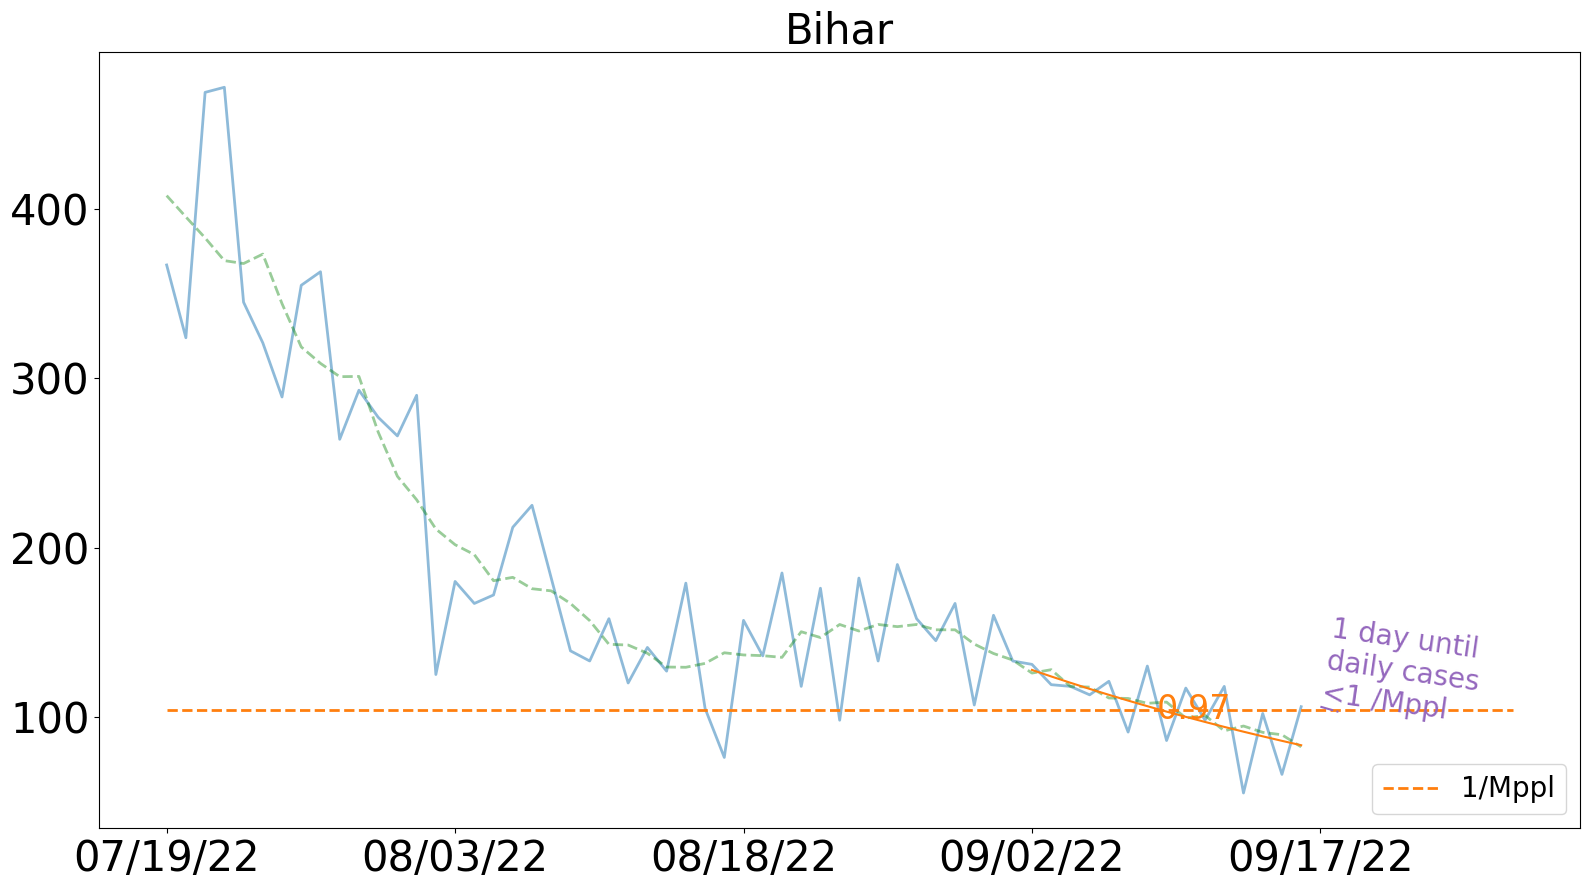 Bihar
400
300
200
100
0.97
1 day until
daily cases
<1 /Mppl
1/Mppl
07/19/22
08/03/22
08/18/22
09/02/22
09/17/22